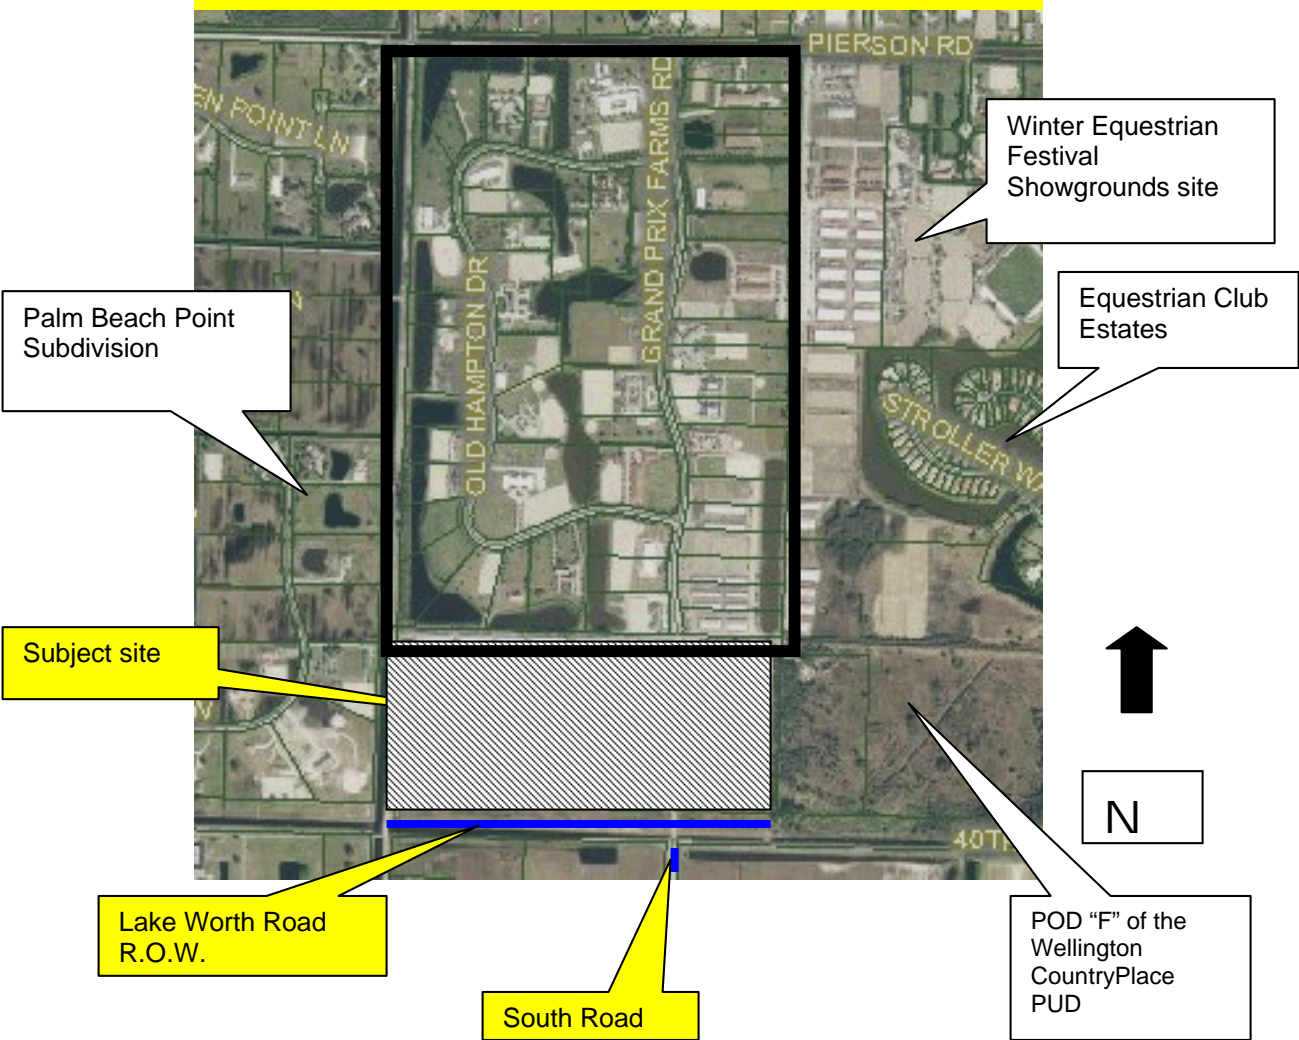 PIERSON RD
EN POINT LN
GRAND PRIX FARMS RD
OLD HAMPTON DR
Winter Equestrian
Festival
Showgrounds site
Equestrian Club
Estates
Palm Beach Point
Subdivision
STROLLER WA
Subject site
N
40TH
Lake Worth Road
R.O.W.
South Road
POD “F” of the
Wellington
CountryPlace
PUD